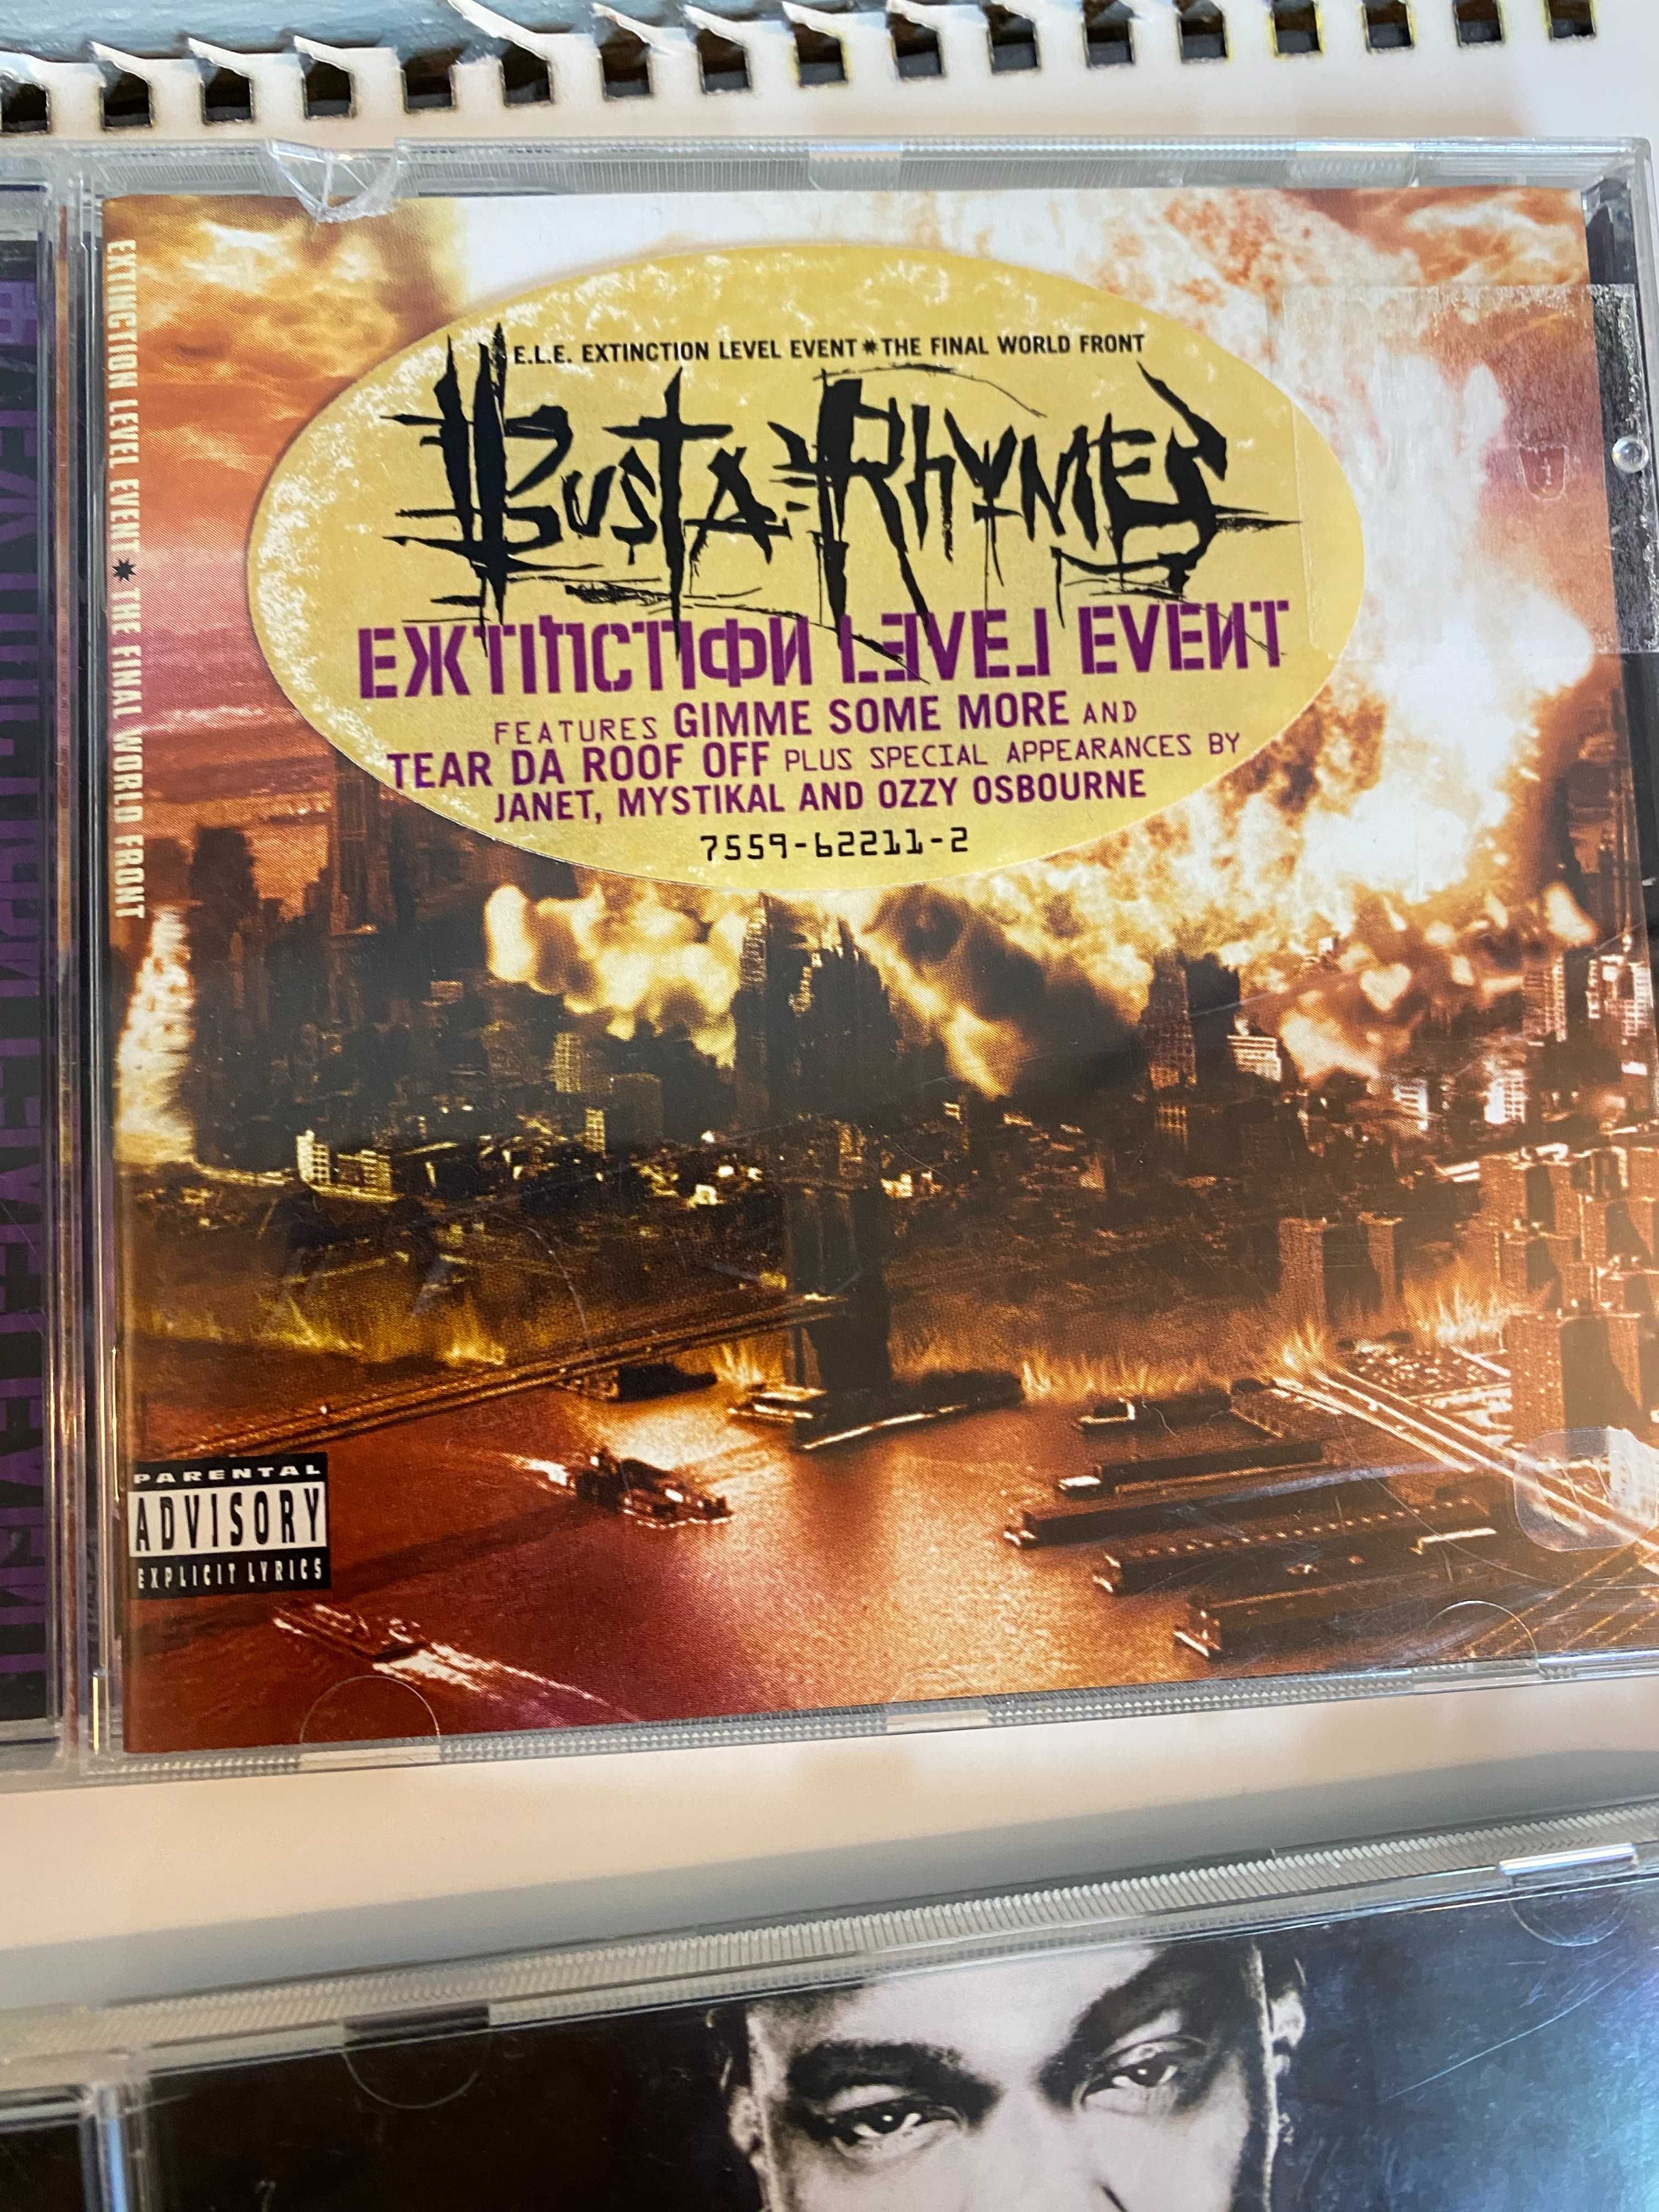 EXTINCTION LEVEL EVENT * THE FINAL WORLD FRONT
E.L.E. EXTINCTION LEVEL EVENT * THE FINAL WORLD FRONT
BUSTA RHYMES
EXTINCTION LEVEL EVENT
FEATURES GIMME SOME MORE AND
TEAR DA ROOF OFF PLUS SPECIAL APPEARANCES BY
JANET, MYSTIKAL AND OZZY OSBOURNE
7559-62211-2
PARENTAL
ADVISORY
EXPLICIT LYRICS